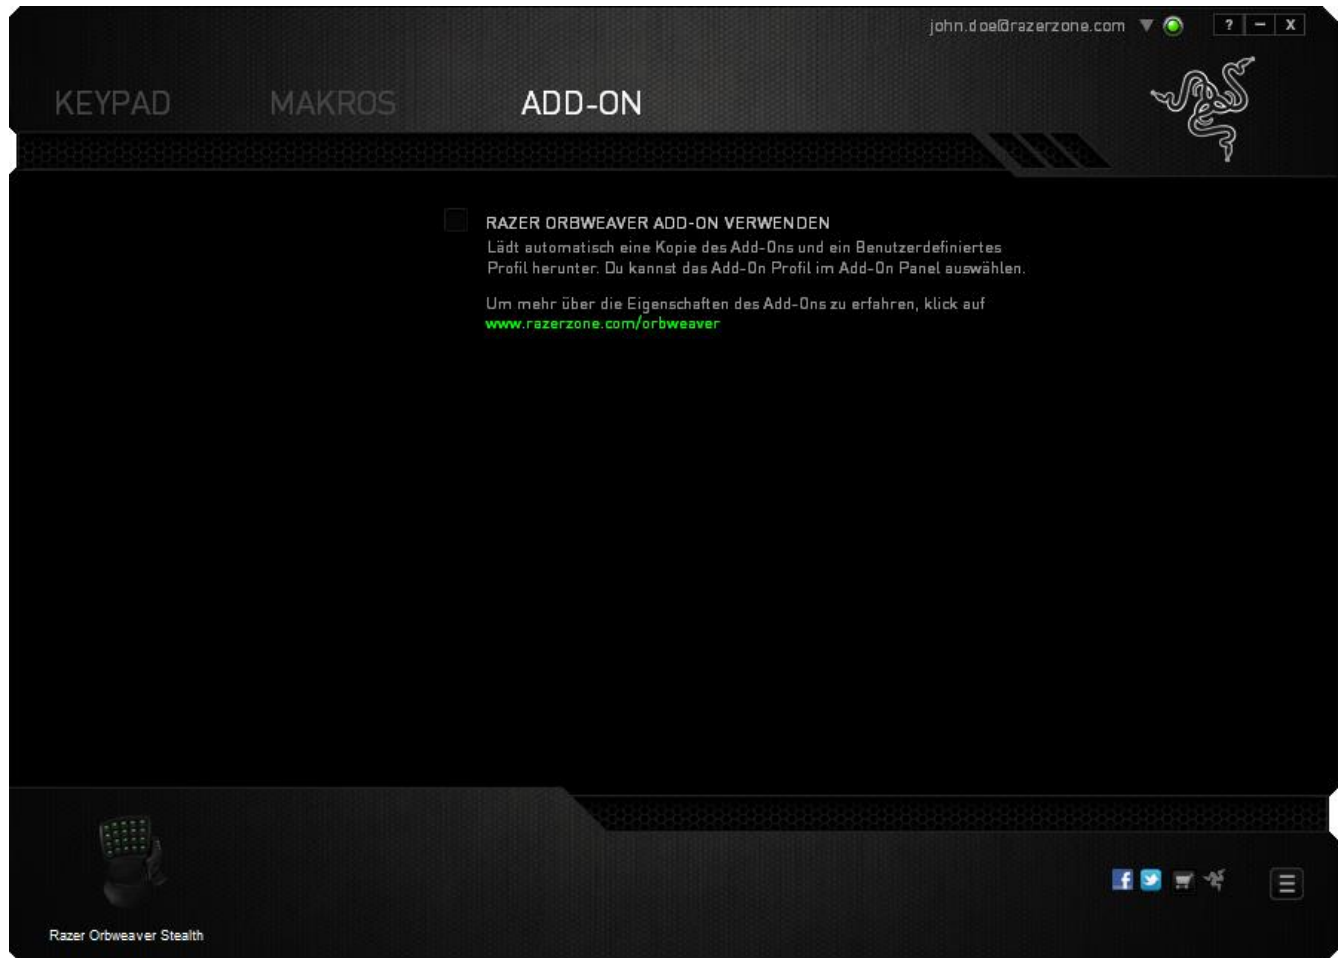 john.doe@razerzone.com
? – X
KEYPAD MAKROS ADD-ON
RAZER ORBWEAVER ADD-ON VERWENDEN
Lädt automatisch eine Kopie des Add-Ons und ein Benutzerdefiniertes
Profil herunter. Du kannst das Add-On Profil im Add-On Panel auswählen.
Um mehr über die Eigenschaften des Add-Ons zu erfahren, klick auf
www.razerzone.com/orbweaver
f
Razer Orbweaver Stealth